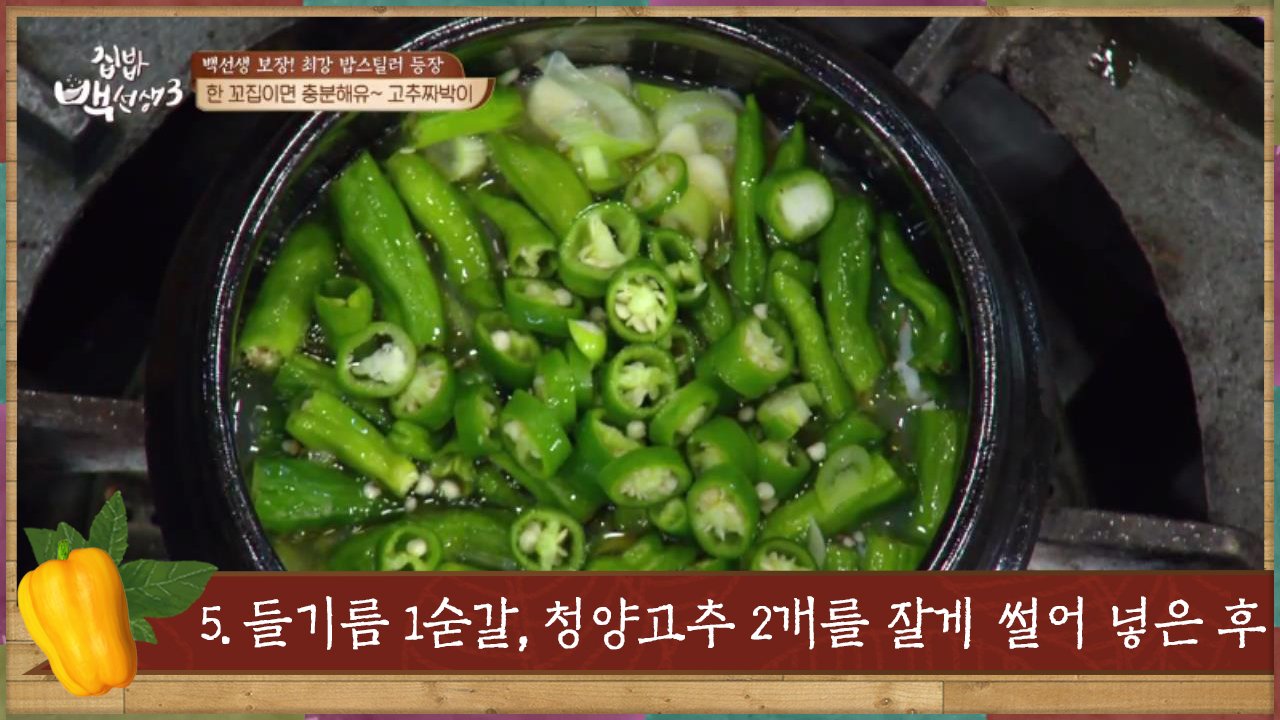 집밥
백선생3
백선생 보장! 최강 밥스틸러 등장
한 꼬집이면 충분해유~ 고추짜박이
5. 들기름 1숟갈, 청양고추 2개를 잘게 썰어 넣은 후